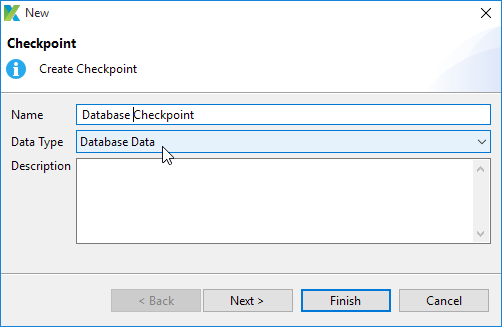 New
Checkpoint
Create Checkpoint
Name Database Checkpoint
Data Type Database Data
Description
< Back Next > Finish Cancel